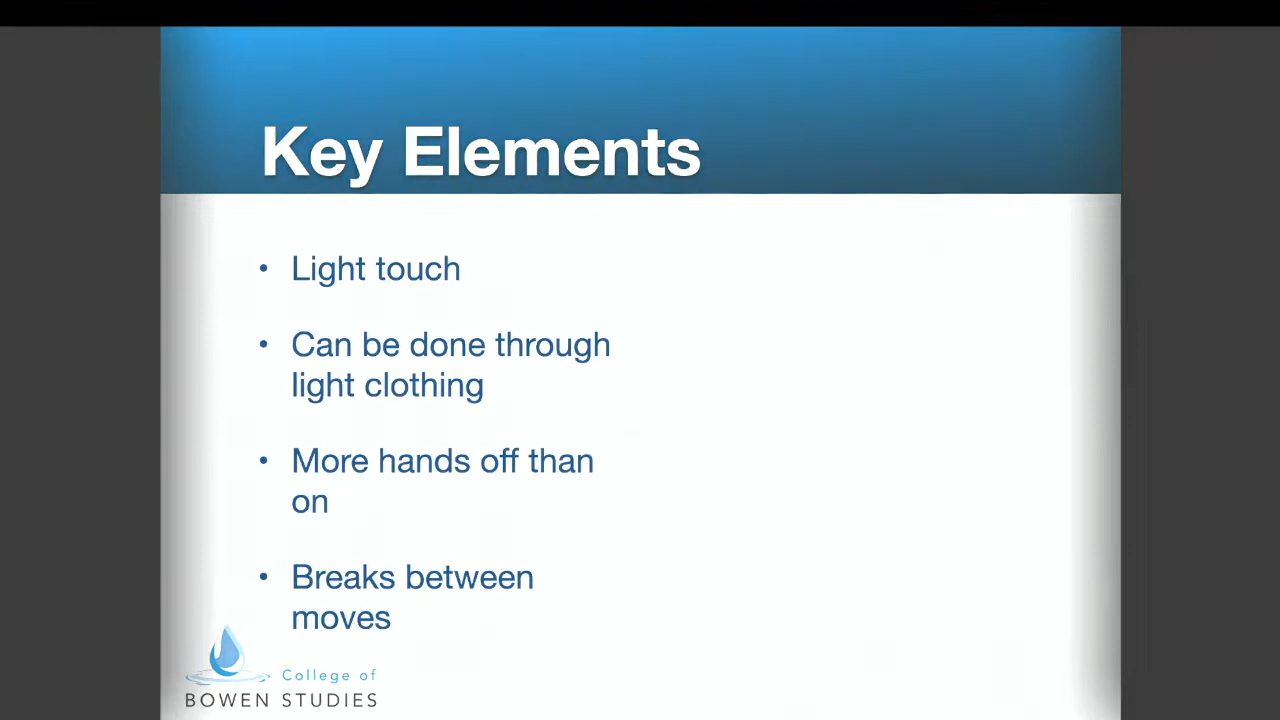 Key Elements
• Light touch
• Can be done through
light clothing
• More hands off than
on
• Breaks between
moves
College of
BOWEN STUDIES